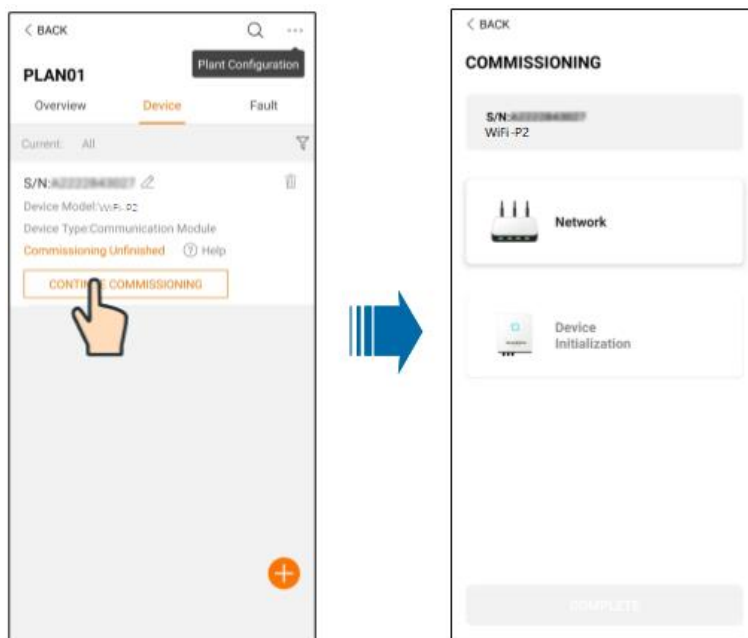 < BACK
Plant Configuration
PLAN01
Overview Device Fault
Current: All
S/N:
Device Model:WiFi-P2
Device Type:Communication Module
Commissioning Unfinished ? Help
CONTINUE COMMISSIONING
< BACK
COMMISSIONING
S/N:
WiFi-P2
Network
Device
Initialization
COMPLETE